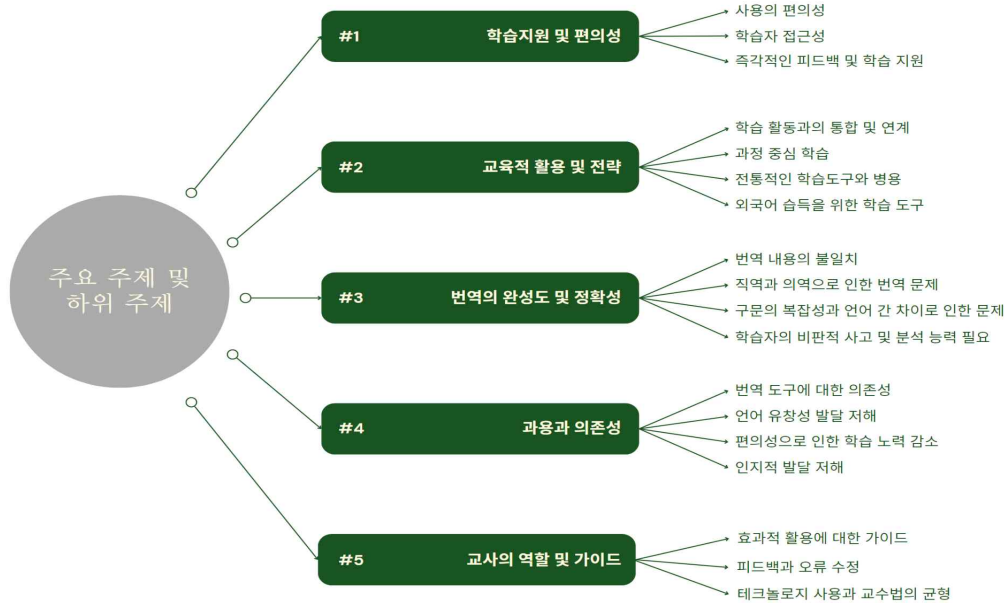 주요 주제 및
하위 주제
#1 학습지원 및 편의성
사용의 편의성
학습자 접근성
즉각적인 피드백 및 학습 지원
#2 교육적 활용 및 전략
학습 활동과의 통합 및 연계
과정 중심 학습
전통적인 학습도구와 병용
외국어 습득을 위한 학습 도구
#3 번역의 완성도 및 정확성
번역 내용의 불일치
직역과 의역으로 인한 번역 문제
구문의 복잡성과 언어 간 차이로 인한 문제
학습자의 비판적 사고 및 분석 능력 필요
#4 과용과 의존성
번역 도구에 대한 의존성
언어 유창성 발달 저해
편의성으로 인한 학습 노력 감소
인지적 발달 저해
#5 교사의 역할 및 가이드
효과적 활용에 대한 가이드
피드백과 오류 수정
테크놀로지 사용과 교수법의 균형